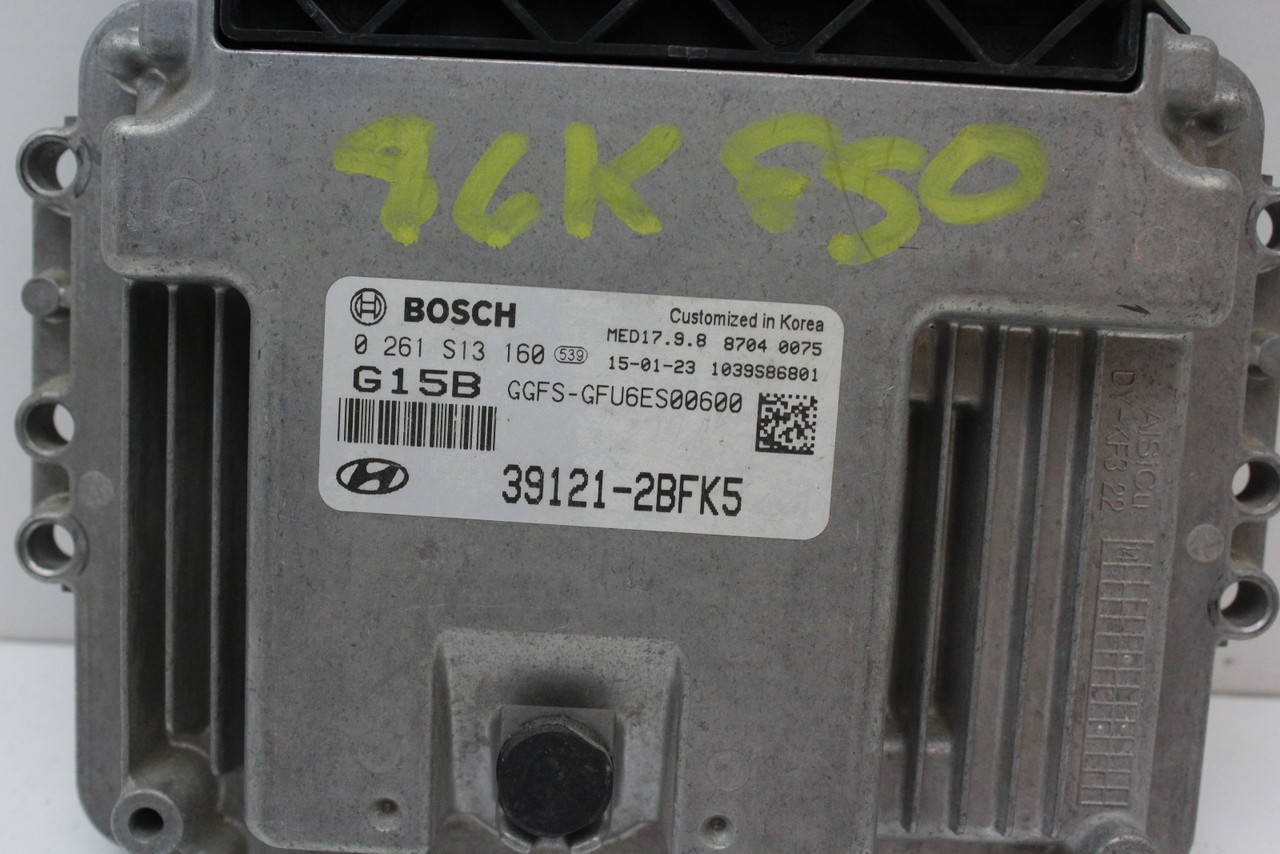 96K F50
BOSCH
Customized in Korea
0 261 S13 160 539
MED17.9.8 8704 0075
15-01-23 1039S86801
G15B GGFS-GFU6ES00600
39121-2BFK5
DY-KF3 22